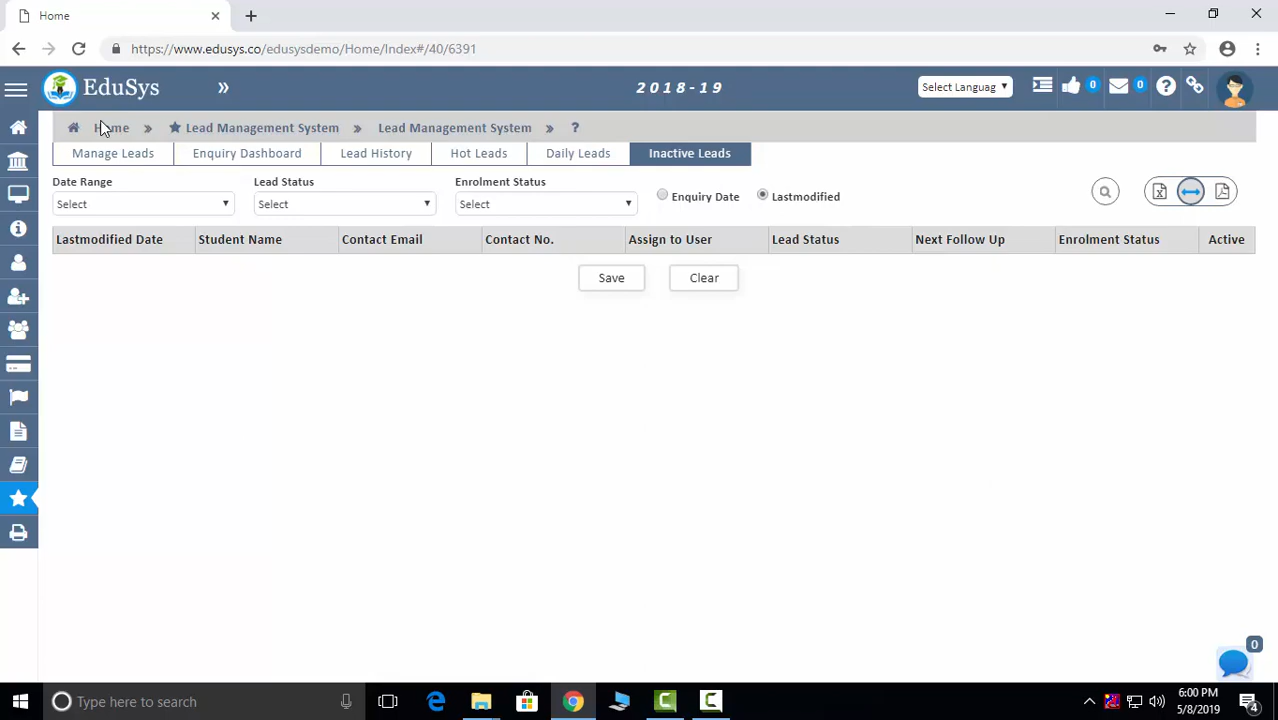 Home
https://www.edusys.co/edusysdemo/Home/Index#/40/6391
EduSys » 2018-19 Select Languag 0 0
Home » Lead Management System » Lead Management System » ?
Manage Leads Enquiry Dashboard Lead History Hot Leads Daily Leads Inactive Leads
Date Range Lead Status Enrolment Status
Select Select Select Enquiry Date Lastmodified
Lastmodified Date Student Name Contact Email Contact No. Assign to User Lead Status Next Follow Up Enrolment Status Active
Save Clear
0
Type here to search
6:00 PM
5/8/2019
4